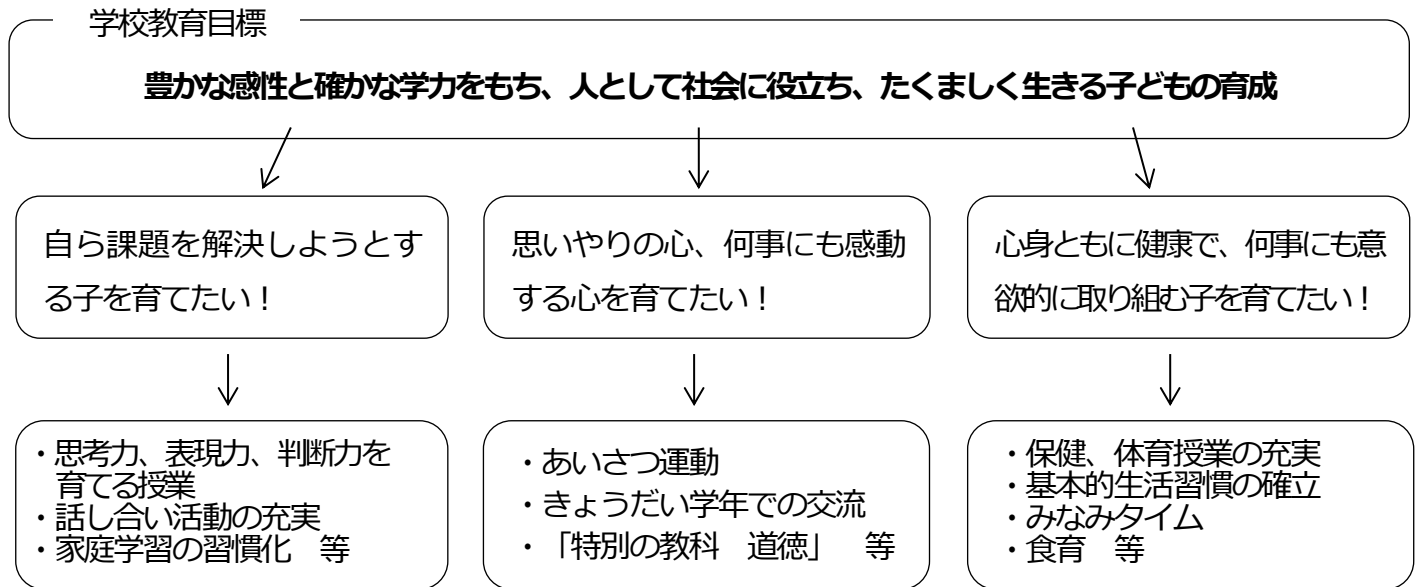 学校教育目標
豊かな感性と確かな学力をもち、人として社会に役立ち、たくましく生きる子どもの育成
自ら課題を解決しようとす
る子を育てたい！
思いやりの心、何事にも感動
する心を育てたい！
心身ともに健康で、何事にも意
欲的に取り組む子を育てたい！
・思考力、表現力、判断力を
育てる授業
・話し合い活動の充実
・家庭学習の習慣化　等
・あいさつ運動
・きょうだい学年での交流
・「特別の教科　道徳」　等
・保健、体育授業の充実
・基本的生活習慣の確立
・みなみタイム
・食育　等